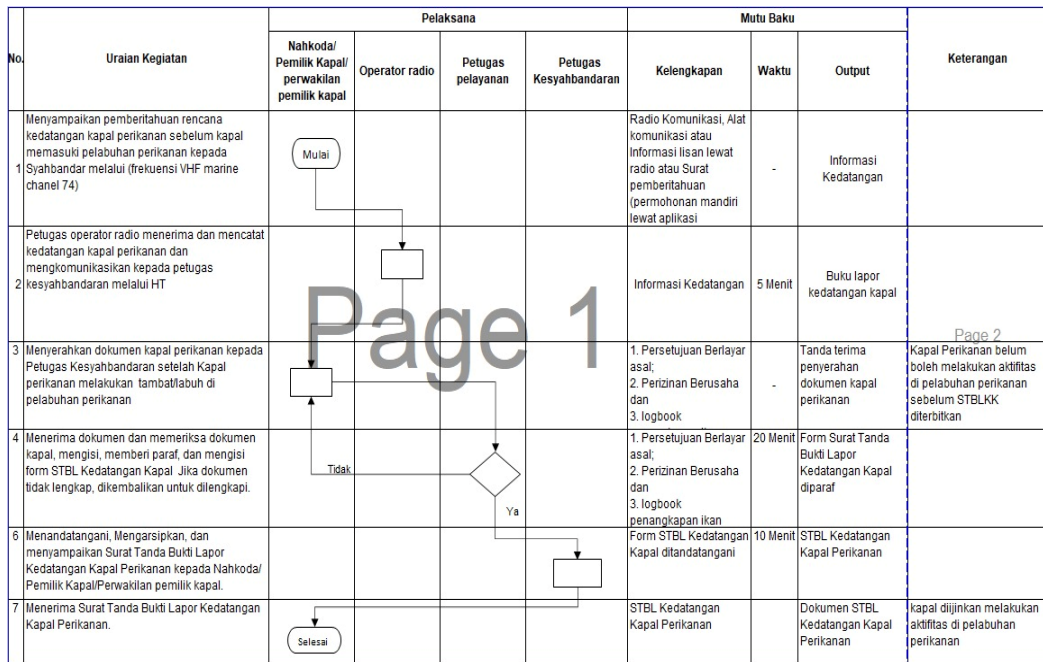 Pelaksana
Mutu Baku
No.
Uraian Kegiatan
Nahkoda/
Pemilik Kapal/
perwakilan
pemilik kapal
Operator radio
Petugas
pelayanan
Petugas
Kesyahbandaran
Kelengkapan
Waktu
Output
Keterangan
1
Menyampaikan pemberitahuan rencana
kedatangan kapal perikanan sebelum kapal
memasuki pelabuhan perikanan kepada
Syahbandar melalui (frekuensi VHF marine
chanel 74)
Mulai
Radio Komunikasi, Alat
komunikasi atau
Informasi lisan lewat
radio atau Surat
pemberitahuan
(permohonan mandiri
lewat aplikasi
-
Informasi
Kedatangan
2
Petugas operator radio menerima dan mencatat
kedatangan kapal perikanan dan
mengkomunikasikan kepada petugas
kesyahbandaran melalui HT
Informasi Kedatangan
5 Menit
Buku lapor
kedatangan kapal
Page 1
Page 2
3
Menyerahkan dokumen kapal perikanan kepada
Petugas Kesyahbandaran setelah Kapal
perikanan melakukan tambat/labuh di
pelabuhan perikanan
1. Persetujuan Berlayar
asal;
2. Perizinan Berusaha
dan
3. logbook
-
Tanda terima
penyerahan
dokumen kapal
perikanan
Kapal Perikanan belum
boleh melakukan aktifitas
di pelabuhan perikanan
sebelum STBLKK
diterbitkan
4
Menerima dokumen dan memeriksa dokumen
kapal, mengisi, memberi paraf, dan mengisi
form STBL Kedatangan Kapal Jika dokumen
tidak lengkap, dikembalikan untuk dilengkapi.
Tidak
Ya
1. Persetujuan Berlayar
asal;
2. Perizinan Berusaha
dan
3. logbook
penangkapan ikan
20 Menit
Form Surat Tanda
Bukti Lapor
Kedatangan Kapal
diparaf
6
Menandatangani, Mengarsipkan, dan
menyampaikan Surat Tanda Bukti Lapor
Kedatangan Kapal Perikanan kepada Nahkoda/
Pemilik Kapal/Perwakilan pemilik kapal.
Form STBL Kedatangan
Kapal ditandatangani
10 Menit
STBL Kedatangan
Kapal Perikanan
7
Menerima Surat Tanda Bukti Lapor Kedatangan
Kapal Perikanan.
Selesai
STBL Kedatangan
Kapal Perikanan
Dokumen STBL
Kedatangan Kapal
Perikanan
kapal diijinkan melakukan
aktifitas di pelabuhan
perikanan